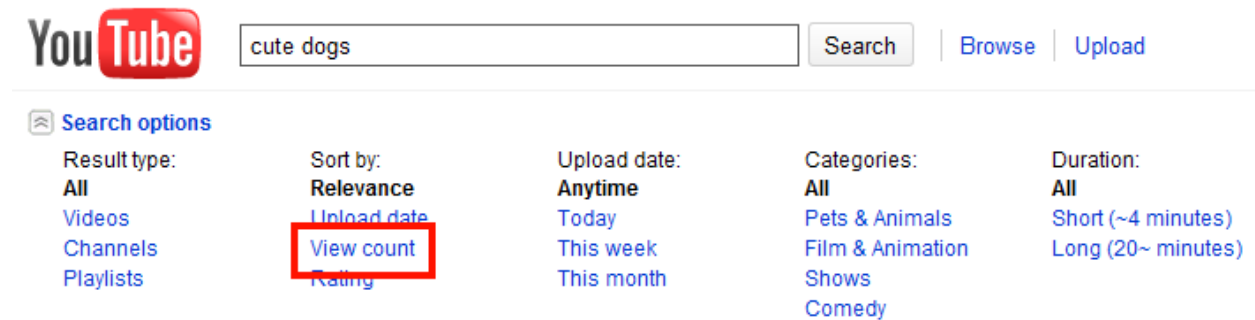 YouTube
cute dogs Search Browse Upload
Search options
Result type:
All
Videos
Channels
Playlists
Sort by:
Relevance
Upload date
View count
Rating
Upload date:
Anytime
Today
This week
This month
Categories:
All
Pets & Animals
Film & Animation
Shows
Comedy
Duration:
All
Short (~4 minutes)
Long (20~ minutes)